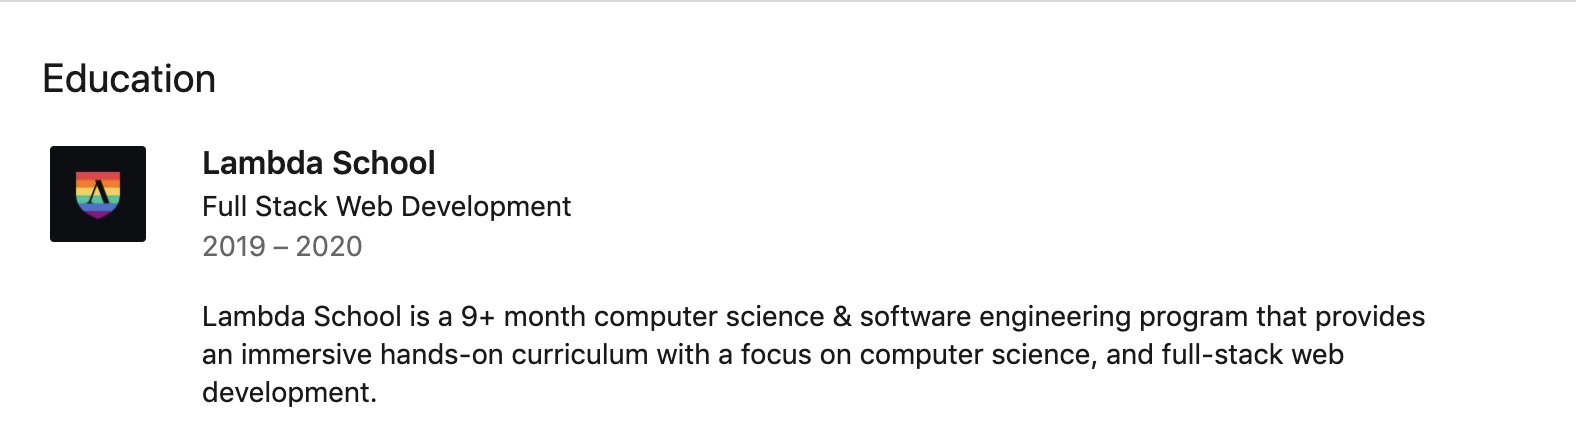 Education
Lambda School
Full Stack Web Development
2019 – 2020
Lambda School is a 9+ month computer science & software engineering program that provides
an immersive hands-on curriculum with a focus on computer science, and full-stack web
development.